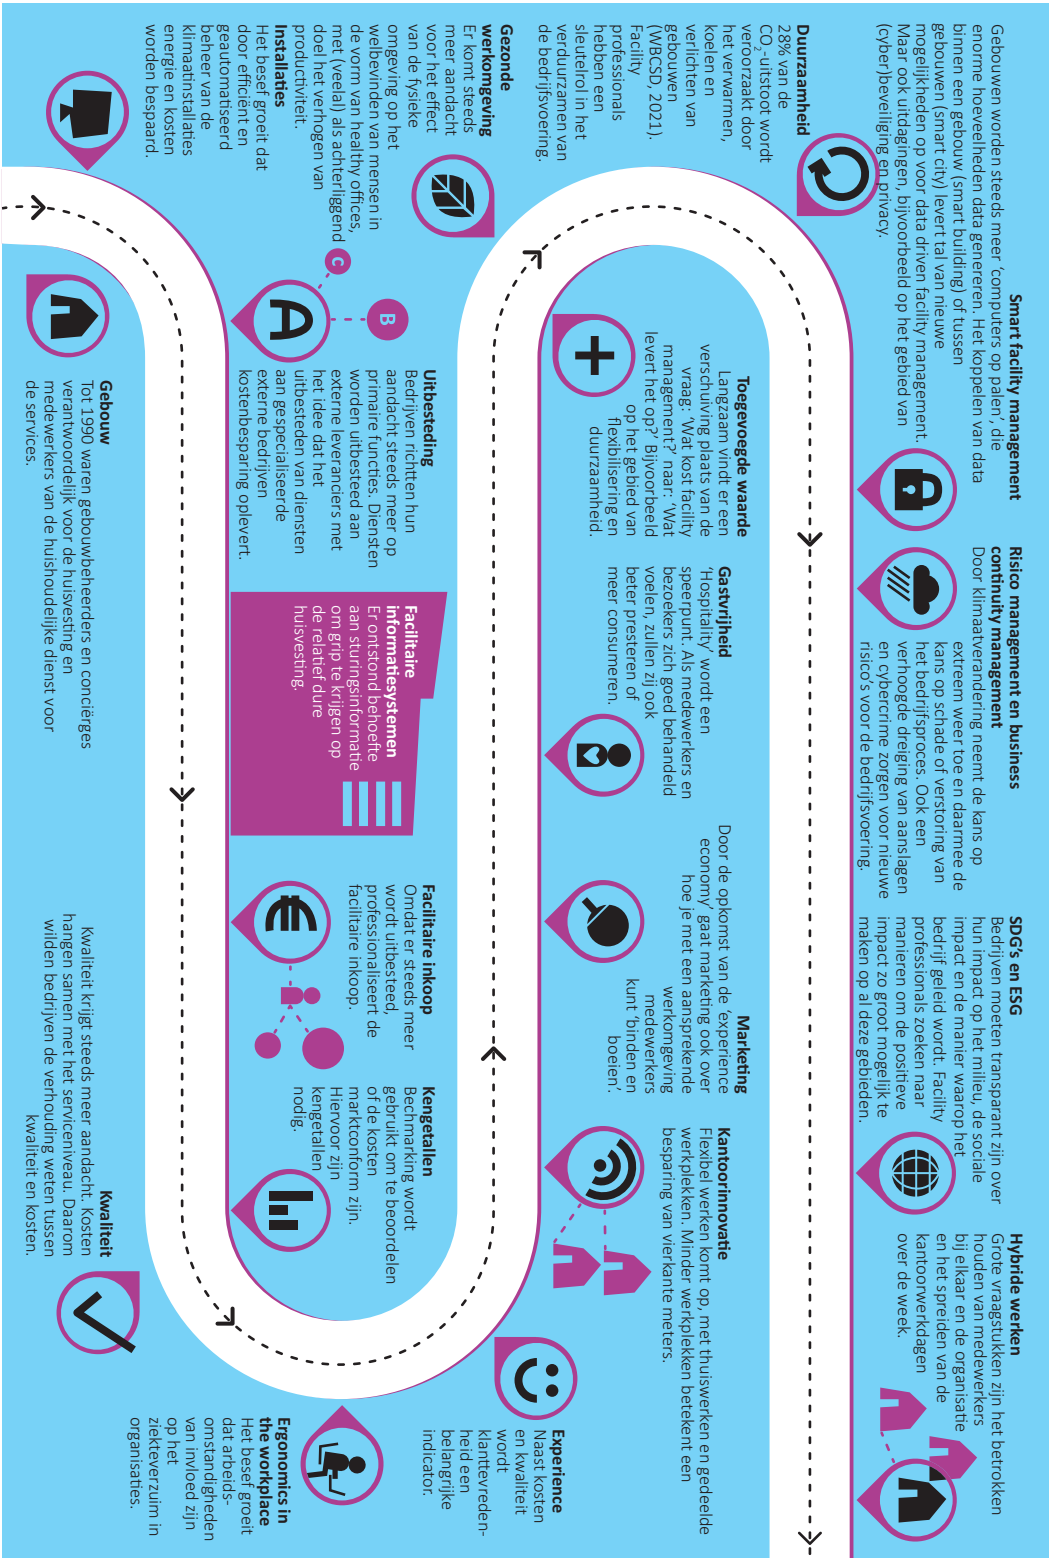 Smart facility management
Gebouwen worden steeds meer ‘computers op palen’, die
enorme hoeveelheden data genereren. Het koppelen van data
binnen een gebouw (smart building) of tussen
gebouwen (smart city) levert tal van nieuwe
mogelijkheden op voor data driven facility management.
Maar ook uitdagingen, bijvoorbeeld op het gebied van
(cyber)beveiliging en privacy.
Risico management en business
continuity management
Door klimaatverandering neemt de kans op
extreem weer toe en daarmee de
kans op schade of verstoring van
het bedrijfsproces. Ook een
verhoogde dreiging van aanslagen
en cybercrime zorgen voor nieuwe
risico’s voor de bedrijfsvoering.
SDG’s en ESG
Bedrijven moeten transparant zijn over
hun impact op het milieu, de sociale
impact en de manier waarop het
bedrijf geleid wordt. Facility
professionals zoeken naar
manieren om de positieve
impact zo groot mogelijk te
maken op al deze gebieden.
Hybride werken
Grote vraagstukken zijn het betrokken
houden van medewerkers
bij elkaar en de organisatie
en het spreiden van de
kantoorwerkdagen
over de week.
Duurzaamheid
28% van de
CO2-uitstoot wordt
veroorzaakt door
het verwarmen,
koelen en
verlichten van
gebouwen
(WBCSD, 2021).
Facility
professionals
hebben een
sleutelrol in het
verduurzamen van
de bedrijfsvoering.
Toegevoegde waarde
Langzaam vindt er een
verschuiving plaats van de
vraag: ‘Wat kost facility
management?’ naar: ‘Wat
levert het op?’ Bijvoorbeeld
op het gebied van
flexibilisering en
duurzaamheid.
Gastvrijheid
‘Hospitality’ wordt een
speerpunt. Als medewerkers en
bezoekers zich goed behandeld
voelen, zullen zij ook
beter presteren of
meer consumeren.
Marketing
Door de opkomst van de ‘experience
economy’ gaat marketing ook over
hoe je met een aansprekende
werkomgeving
medewerkers
kunt ‘binden en
boeien’.
Kantoorinnovatie
Flexibel werken komt op, met thuiswerken en gedeelde
werkplekken. Minder werkplekken betekent een
besparing van vierkante meters.
Experience
Naast kosten
en kwaliteit
wordt
klanttevreden-
heid een
belangrijke
indicator.
Gezonde
werkomgeving
Er komt steeds
meer aandacht
voor het effect
van de fysieke
omgeving op het
welbevinden van mensen in
de vorm van healthy offices,
met (veelal) als achterliggend
doel het verhogen van
productiviteit.
A
B
C
Uitbesteding
Bedrijven richtten hun
aandacht steeds meer op
primaire functies. Diensten
worden uitbesteed aan
externe leveranciers met
het idee dat het
uitbesteden van diensten
aan gespecialiseerde
externe bedrijven
kostenbesparing oplevert.
Facilitaire
informatiesystemen
Er ontstond behoefte
aan sturingsinformatie
om grip te krijgen op
de relatief dure
huisvesting.
Facilitaire inkoop
Omdat er steeds meer
wordt uitbesteed,
professionaliseert de
facilitaire inkoop.
€
Kengetallen
Bechmarking wordt
gebruikt om te beoordelen
of de kosten
marktconform zijn.
Hiervoor zijn
kengetallen
nodig.
Ergonomics in
the workplace
Het besef groeit
dat arbeids-
omstandigheden
van invloed zijn
op het
ziekteverzuim in
organisaties.
Installaties
Het besef groeit dat
door efficiënt en
geautomatiseerd
beheer van de
klimaatinstallaties
energie en kosten
worden bespaard.
Gebouw
Tot 1990 waren gebouwbeheerders en conciërges
verantwoordelijk voor de huisvesting en
medewerkers van de huishoudelijke dienst voor
de services.
Kwaliteit
Kwaliteit krijgt steeds meer aandacht. Kosten
hangen samen met het serviceniveau. Daarom
wilden bedrijven de verhouding weten tussen
kwaliteit en kosten.